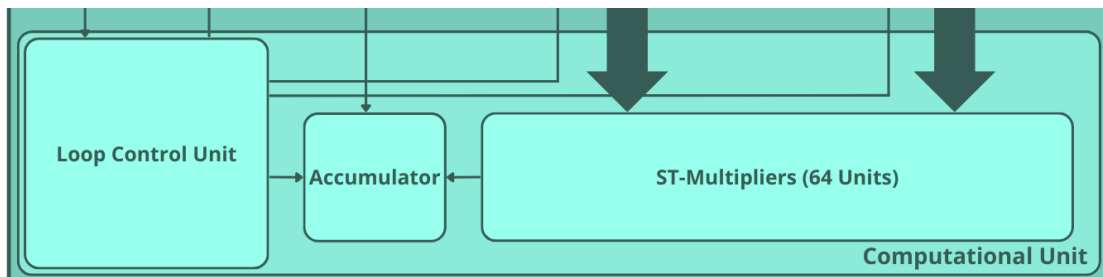 Loop Control Unit
Accumulator
ST-Multipliers (64 Units)
Computational Unit